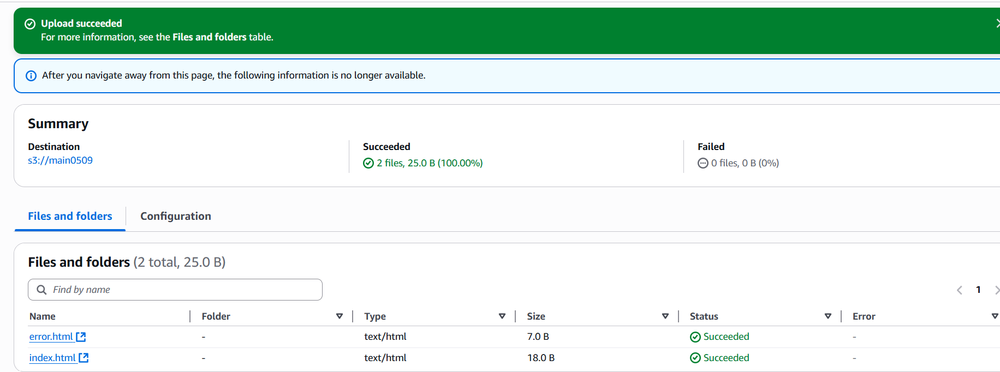 Upload succeeded
For more information, see the Files and folders table.
After you navigate away from this page, the following information is no longer available.
Summary
Destination
s3://main0509
Succeeded
2 files, 25.0 B (100.00%)
Failed
0 files, 0 B (0%)
Files and folders
Configuration
Files and folders (2 total, 25.0 B)
Find by name
1
Name Folder Type Size Status Error
error.html - text/html 7.0 B Succeeded -
index.html - text/html 18.0 B Succeeded -